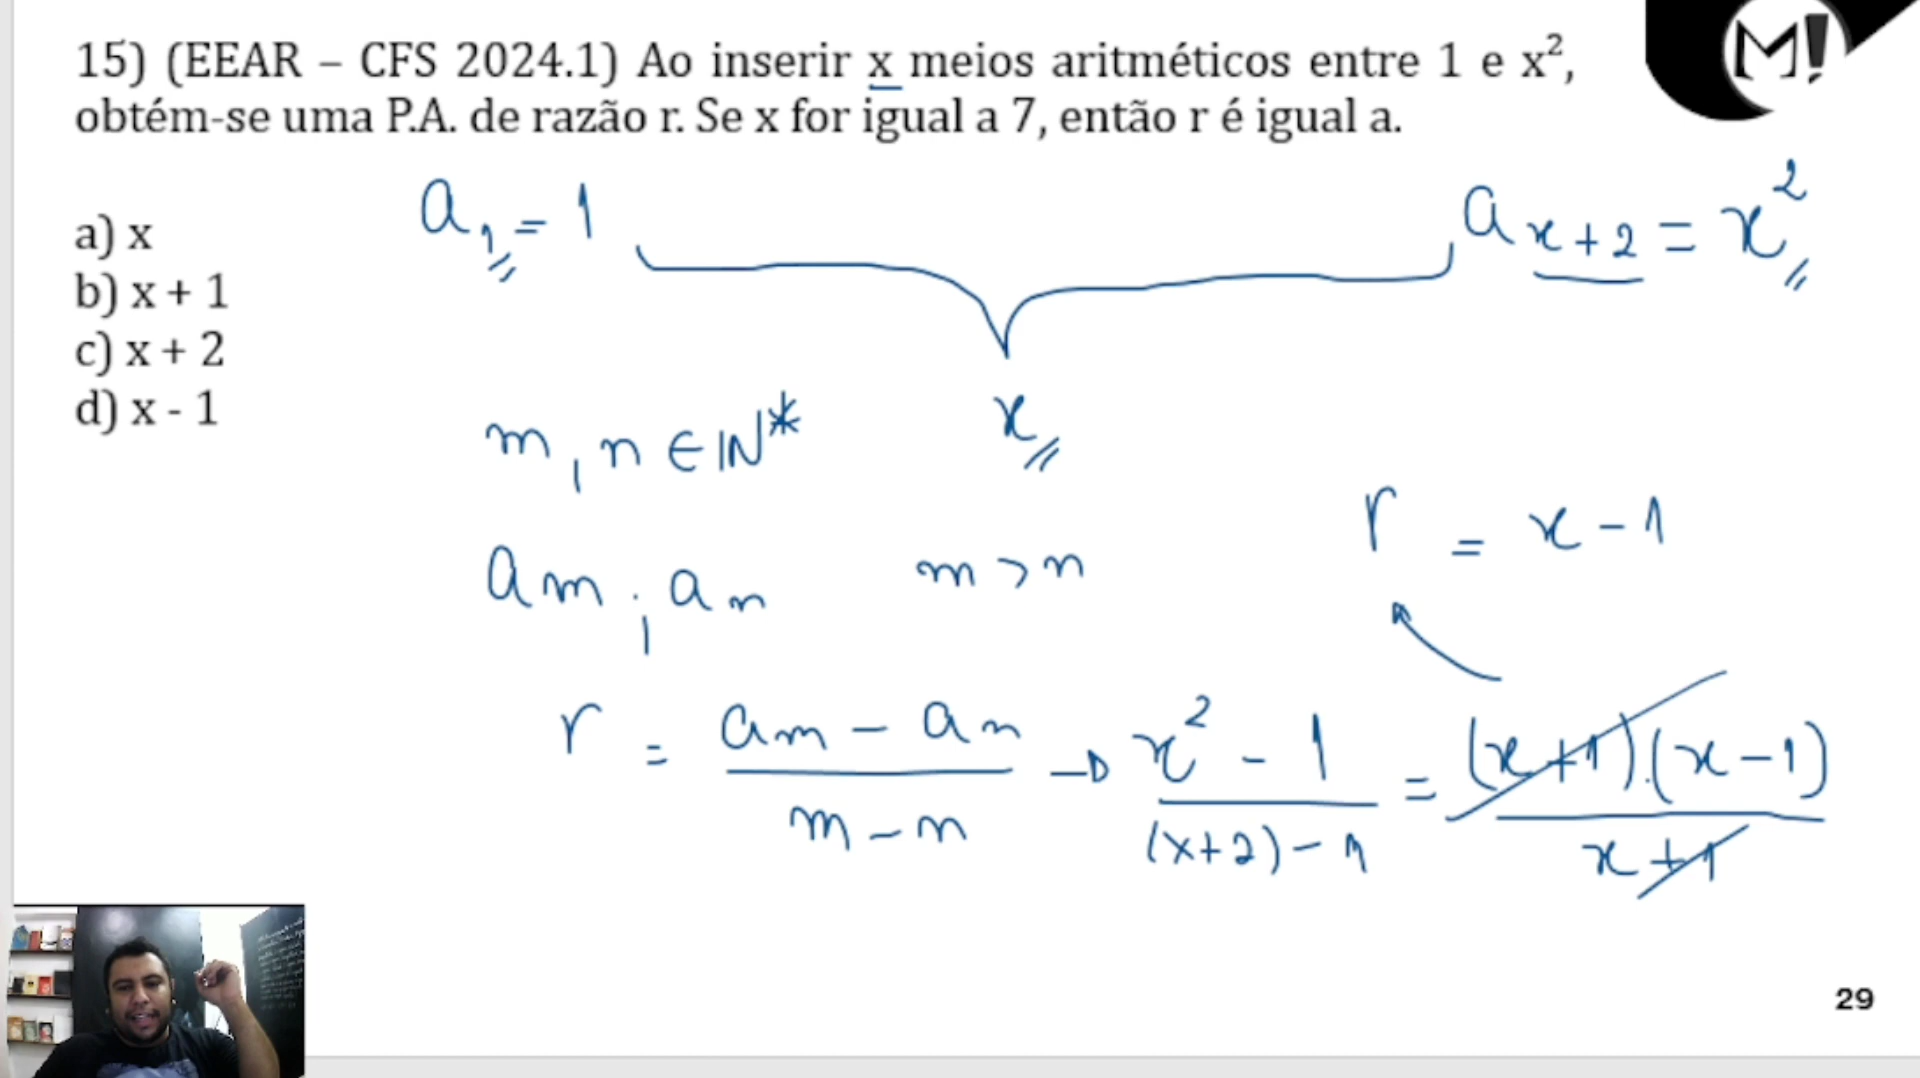 15) (EEAR – CFS 2024.1) Ao inserir x meios aritméticos entre 1 e x²,
obtém-se uma P.A. de razão r. Se x for igual a 7, então r é igual a.
M!
a) x
b) x + 1
c) x + 2
d) x - 1
a₁ = 1
aₓ₊₂ = x²
x
m, n ∈ ℕ*
r = x - 1
am ; an m > n
r = (am - an)/(m - n) → (x² - 1)/((x+2) - 1) = ((x+1).(x-1))/(x+1)
29